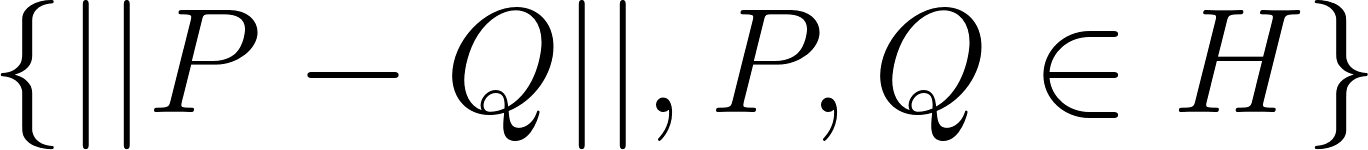 {||P − Q||, P, Q ∈ H}